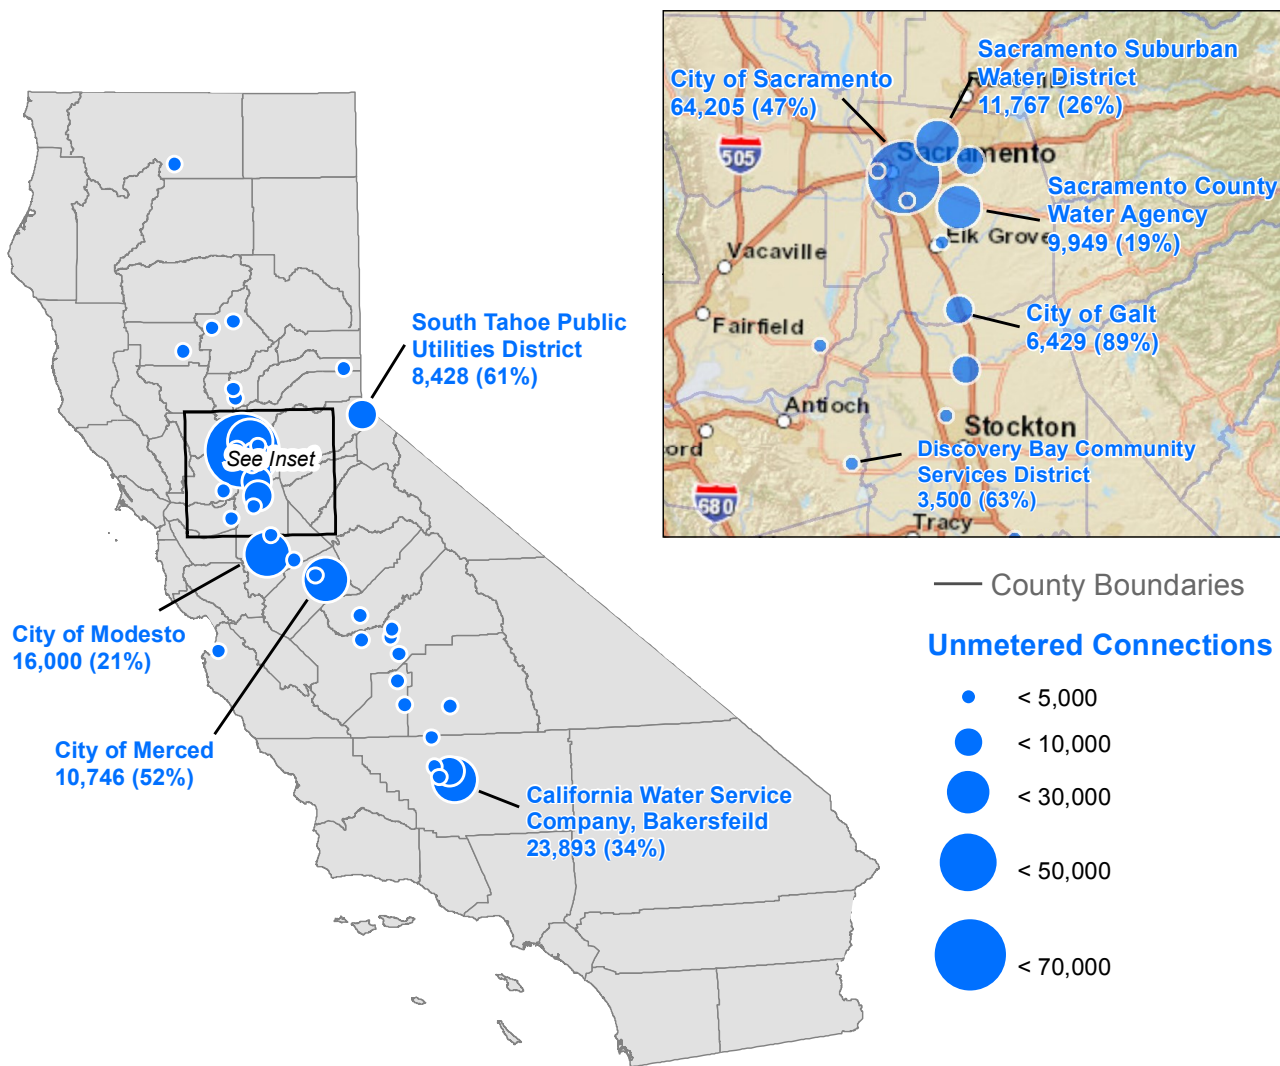 City of Sacramento
64,205 (47%)
Sacramento Suburban
Water District
11,767 (26%)
505
Sacramento
Sacramento County
Water Agency
9,949 (19%)
Elk Grove
Vacaville
Fairfield
City of Galt
6,429 (89%)
Antioch
Stockton
Discovery Bay Community
Services District
3,500 (63%)
ord
680
Tracy
South Tahoe Public
Utilities District
8,428 (61%)
See Inset
City of Modesto
16,000 (21%)
City of Merced
10,746 (52%)
California Water Service
Company, Bakersfeild
23,893 (34%)
County Boundaries
Unmetered Connections
< 5,000
< 10,000
< 30,000
< 50,000
< 70,000